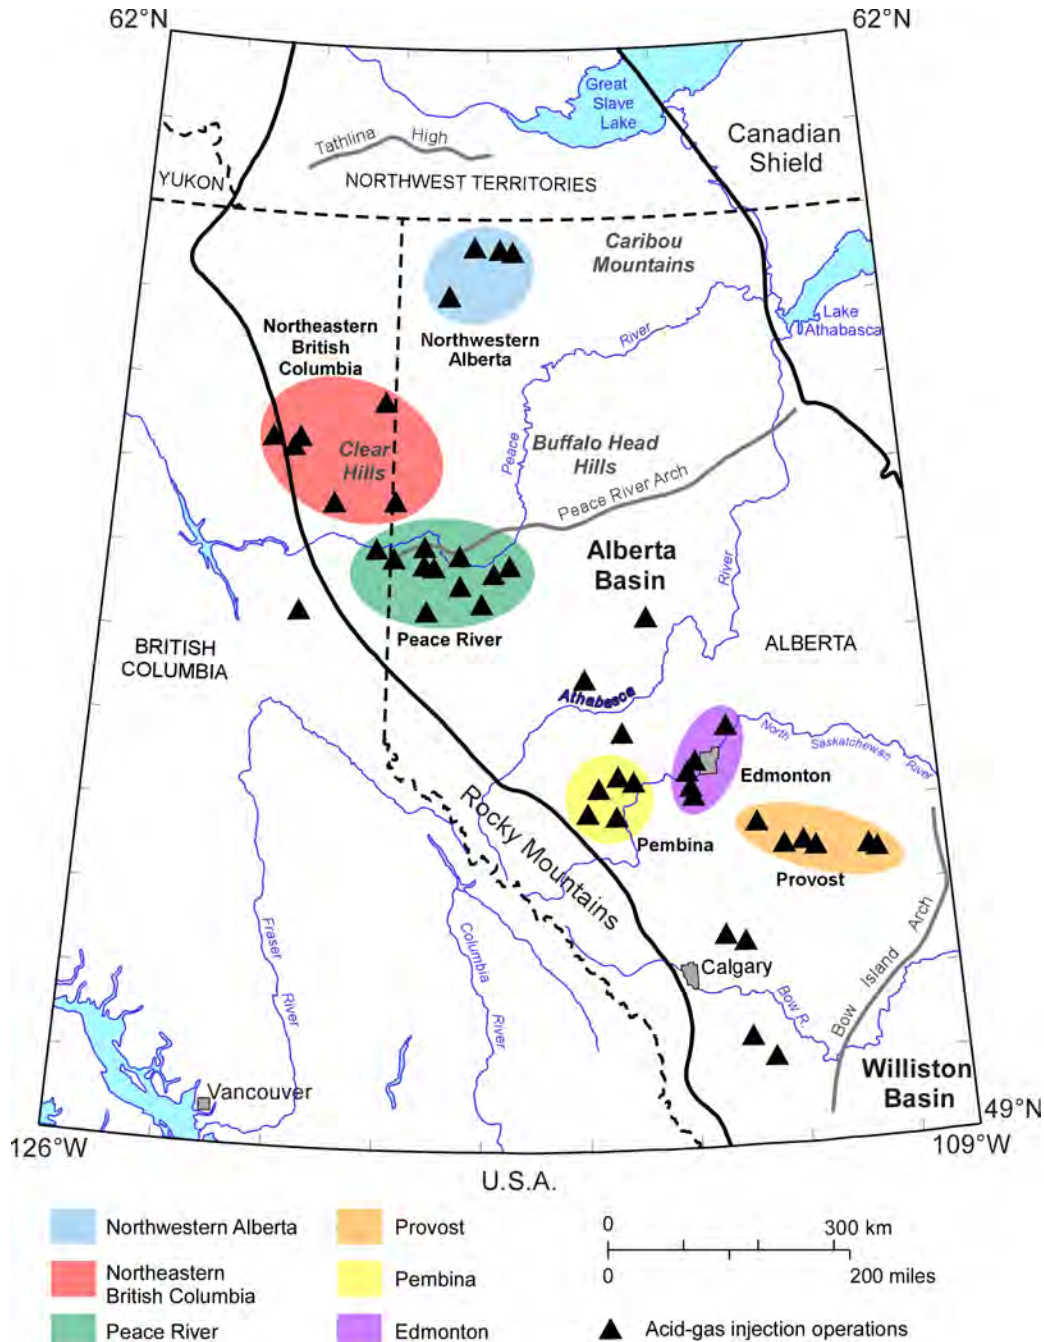 62°N
62°N
Great
Slave
Lake
Canadian
Shield
Tathlina High
YUKON
NORTHWEST TERRITORIES
Caribou
Mountains
Lake
Athabasca
Northeastern
British
Columbia
Northwestern
Alberta
River
Peace
Clear
Hills
Buffalo Head
Hills
Peace River Arch
Alberta
Basin
River
Peace River
BRITISH
COLUMBIA
ALBERTA
Athabasca
North Saskatchewan River
Edmonton
Rocky Mountains
Pembina
Provost
Fraser
River
Columbia
River
Calgary
Bow R.
Bow Island Arch
Williston
Basin
Vancouver
49°N
126°W
109°W
U.S.A.
Northwestern Alberta
Provost
0 300 km
Northeastern
British Columbia
Pembina
0 200 miles
Peace River
Edmonton
Acid-gas injection operations